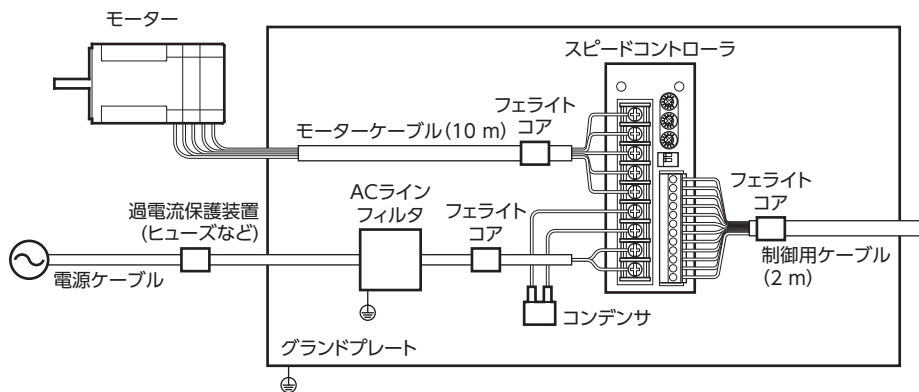 モーター
スピードコントローラ
フェライト
コア
モーターケーブル(10 m)
フェライト
コア
ACライン
フィルタ
フェライト
コア
過電流保護装置
(ヒューズなど)
電源ケーブル
制御用ケーブル
(2 m)
コンデンサ
グランドプレート